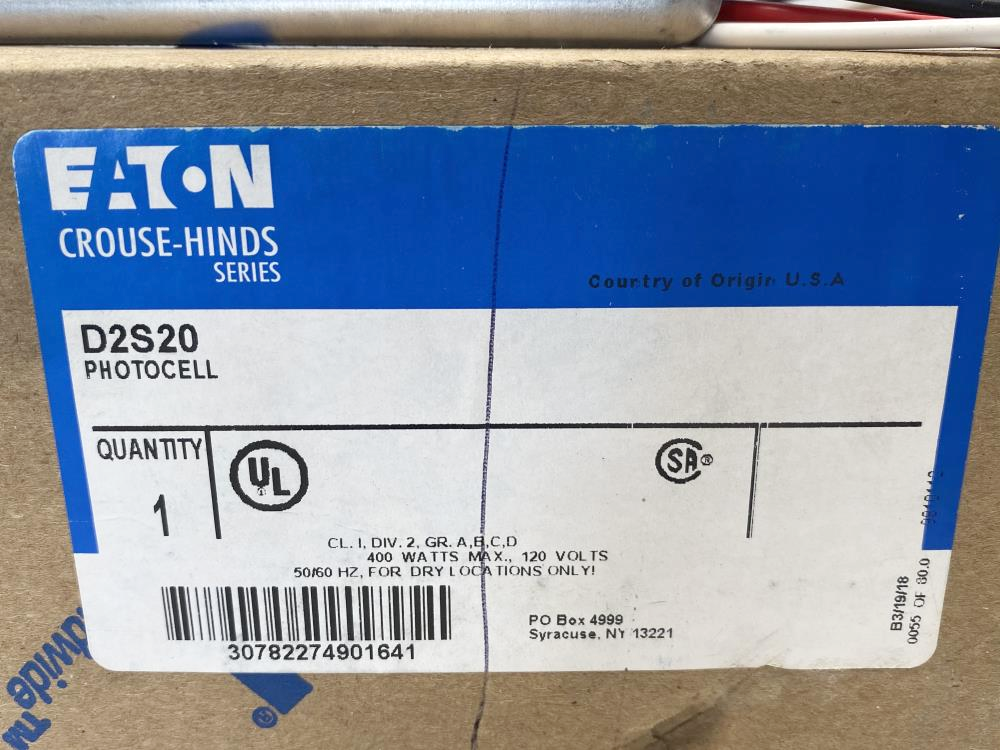 EATON
CROUSE-HINDS
SERIES
Country of Origin U.S.A
D2S20
PHOTOCELL
QUANTITY
1
UL
SA®
CL. I, DIV. 2, GR. A,B,C,D
400 WATTS MAX., 120 VOLTS
50/60 HZ, FOR DRY LOCATIONS ONLY!
30782274901641
PO Box 4999
Syracuse, NY 13221
B3/19/18
0055 OF 80.0
dwide™
®